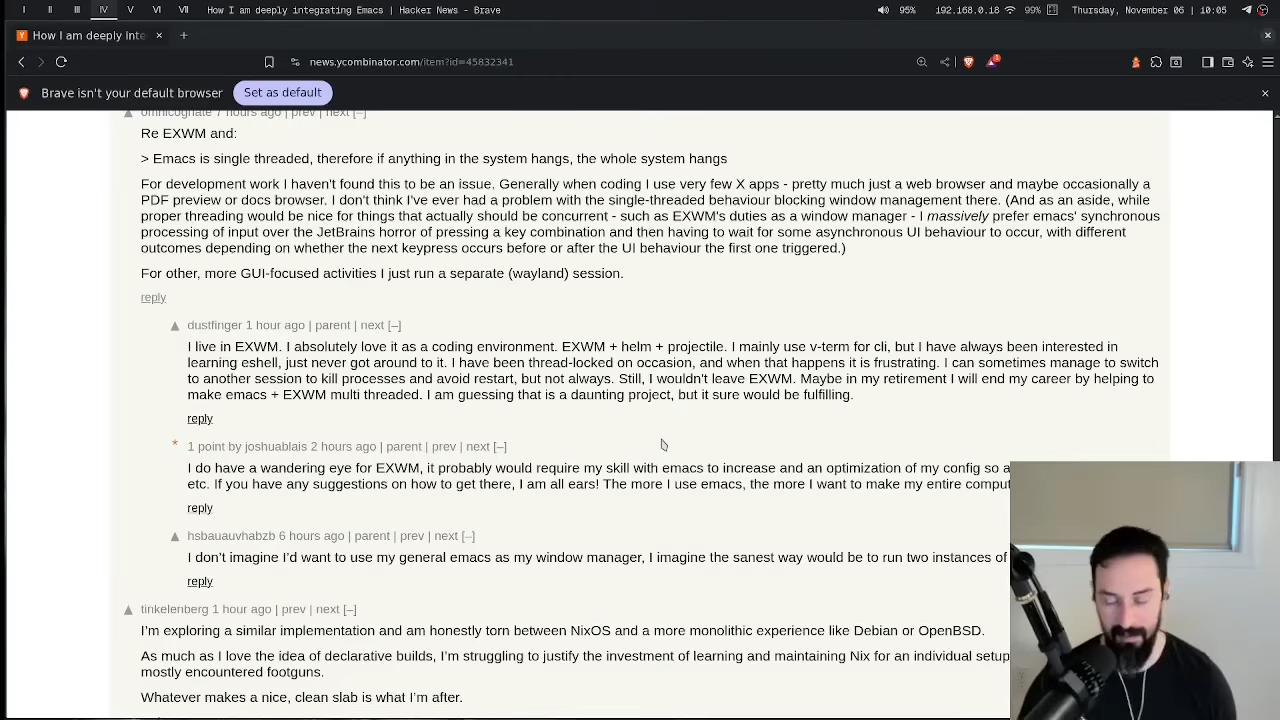 I II III IV V VI VII How I am deeply integrating Emacs | Hacker News - Brave 95% 192.168.0.18 99% Thursday, November 06 | 10:05
How I am deeply inte
news.ycombinator.com/item?id=45832341
Brave isn't your default browser Set as default
omnicognate 7 hours ago | prev | next [–]
Re EXWM and:
> Emacs is single threaded, therefore if anything in the system hangs, the whole system hangs
For development work I haven't found this to be an issue. Generally when coding I use very few X apps - pretty much just a web browser and maybe occasionally a
PDF preview or docs browser. I don't think I've ever had a problem with the single-threaded behaviour blocking window management there. (And as an aside, while
proper threading would be nice for things that actually should be concurrent - such as EXWM's duties as a window manager - I massively prefer emacs' synchronous
processing of input over the JetBrains horror of pressing a key combination and then having to wait for some asynchronous UI behaviour to occur, with different
outcomes depending on whether the next keypress occurs before or after the UI behaviour the first one triggered.)
For other, more GUI-focused activities I just run a separate (wayland) session.
reply
dustfinger 1 hour ago | parent | next [–]
I live in EXWM. I absolutely love it as a coding environment. EXWM + helm + projectile. I mainly use v-term for cli, but I have always been interested in
learning eshell, just never got around to it. I have been thread-locked on occasion, and when that happens it is frustrating. I can sometimes manage to switch
to another session to kill processes and avoid restart, but not always. Still, I wouldn't leave EXWM. Maybe in my retirement I will end my career by helping to
make emacs + EXWM multi threaded. I am guessing that is a daunting project, but it sure would be fulfilling.
reply
* 1 point by joshuablais 2 hours ago | parent | prev | next [–]
I do have a wandering eye for EXWM, it probably would require my skill with emacs to increase and an optimization of my config so a
etc. If you have any suggestions on how to get there, I am all ears! The more I use emacs, the more I want to make my entire comput
reply
hsbauauvhabzb 6 hours ago | parent | prev | next [–]
I don't imagine I'd want to use my general emacs as my window manager, I imagine the sanest way would be to run two instances of
reply
tinkelenberg 1 hour ago | prev | next [–]
I'm exploring a similar implementation and am honestly torn between NixOS and a more monolithic experience like Debian or OpenBSD.
As much as I love the idea of declarative builds, I'm struggling to justify the investment of learning and maintaining Nix for an individual setup
mostly encountered footguns.
Whatever makes a nice, clean slab is what I'm after.